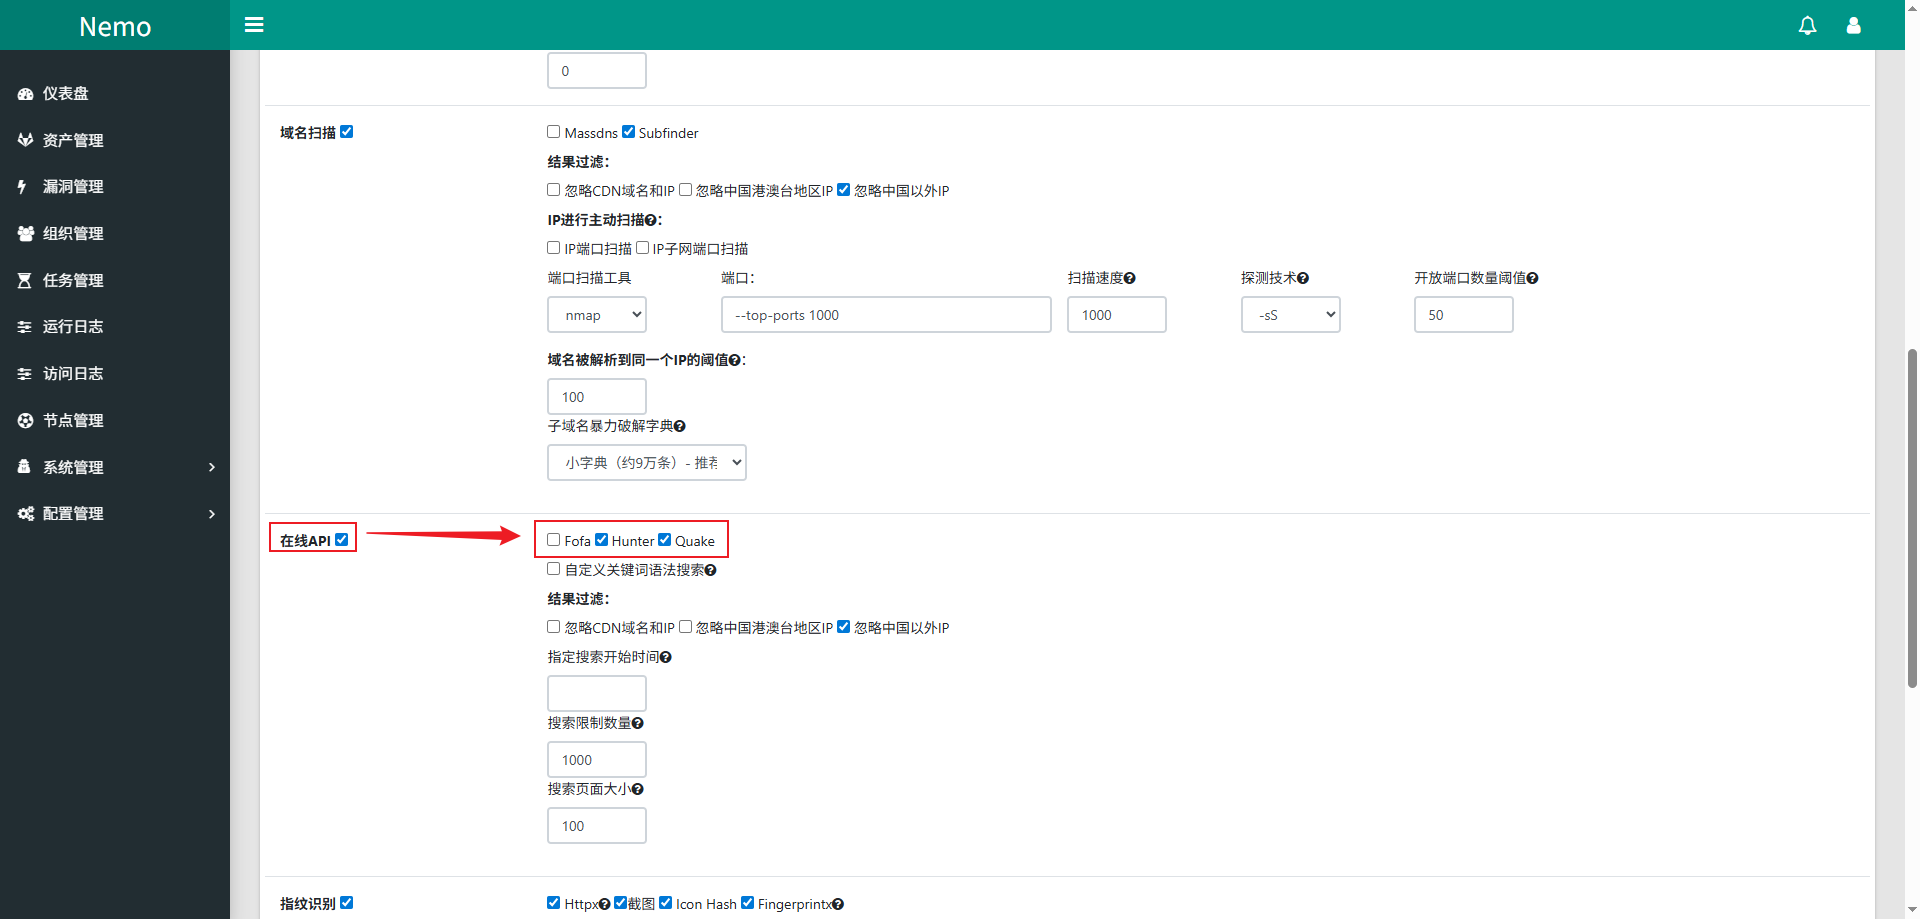 Nemo
仪表盘
资产管理
漏洞管理
组织管理
任务管理
运行日志
访问日志
节点管理
系统管理
配置管理
0
域名扫描
Massdns Subfinder
结果过滤：
忽略CDN域名和IP 忽略中国港澳台地区IP 忽略中国以外IP
IP进行主动扫描：
IP端口扫描 IP子网端口扫描
端口扫描工具 端口： 扫描速度 探测技术 开放端口数量阈值
nmap --top-ports 1000 1000 -sS 50
域名被解析到同一个IP的阈值：
100
子域名暴力破解字典
小字典（约9万条）- 推荐
在线API
Fofa Hunter Quake
自定义关键词语法搜索
结果过滤：
忽略CDN域名和IP 忽略中国港澳台地区IP 忽略中国以外IP
指定搜索开始时间
搜索限制数量
1000
搜索页面大小
100
指纹识别
Httpx 截图 Icon Hash Fingerprintx